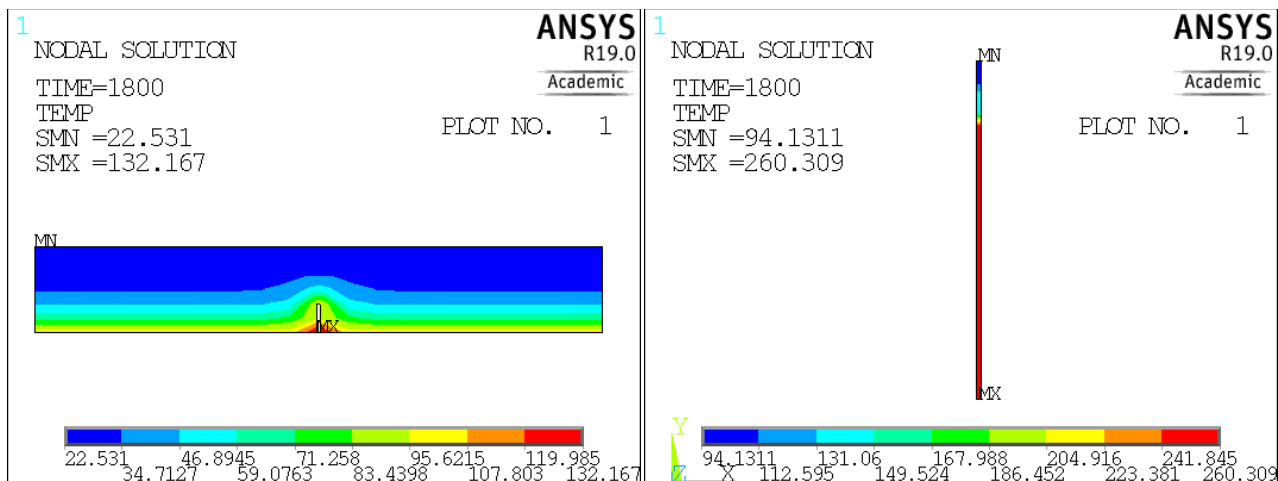 1
ANSYS
R19.0
Academic
NODAL SOLUTION
TIME=1800
TEMP
SMN =22.531
SMX =132.167
PLOT NO. 1
MN
MX
22.531 46.8945 71.258 95.6215 119.985
34.7127 59.0763 83.4398 107.803 132.167
1
ANSYS
R19.0
Academic
NODAL SOLUTION
TIME=1800
TEMP
SMN =94.1311
SMX =260.309
PLOT NO. 1
MN
MX
Y
Z X
94.1311 131.06 167.988 204.916 241.845
112.595 149.524 186.452 223.381 260.309